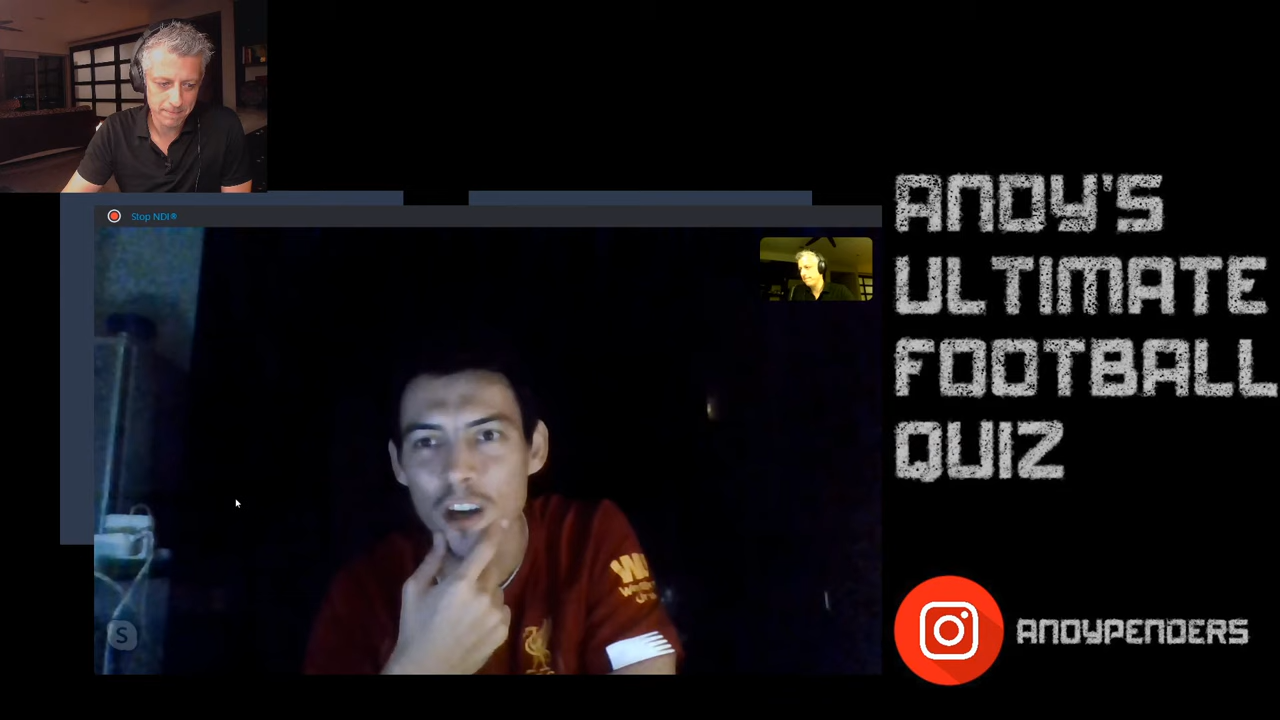 Stop NDI®
ANDY'S
ULTIMATE
FOOTBALL
QUIZ
W
S
ANDYPENDERS